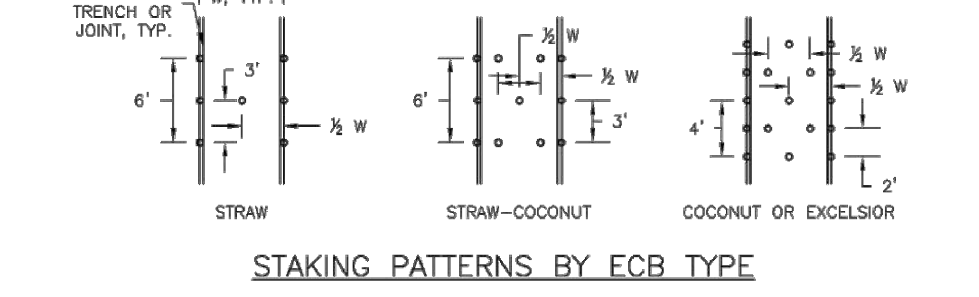 TRENCH OR
JOINT, TYP.
6'
3'
½ W
STRAW
6'
½ W
½ W
3'
STRAW-COCONUT
4'
½ W
½ W
2'
COCONUT OR EXCELSIOR
STAKING PATTERNS BY ECB TYPE